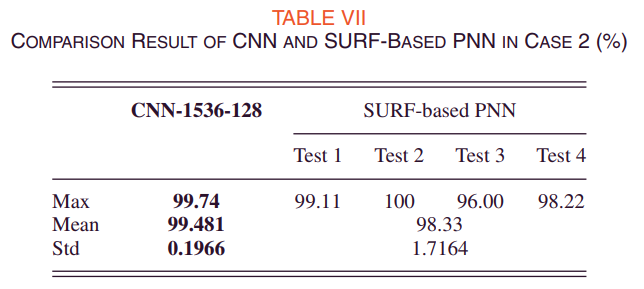 TABLE VII
COMPARISON RESULT OF CNN AND SURF-BASED PNN IN CASE 2 (%)
CNN-1536-128 SURF-based PNN
Test 1 Test 2 Test 3 Test 4
Max 99.74 99.11 100 96.00 98.22
Mean 99.481 98.33
Std 0.1966 1.7164